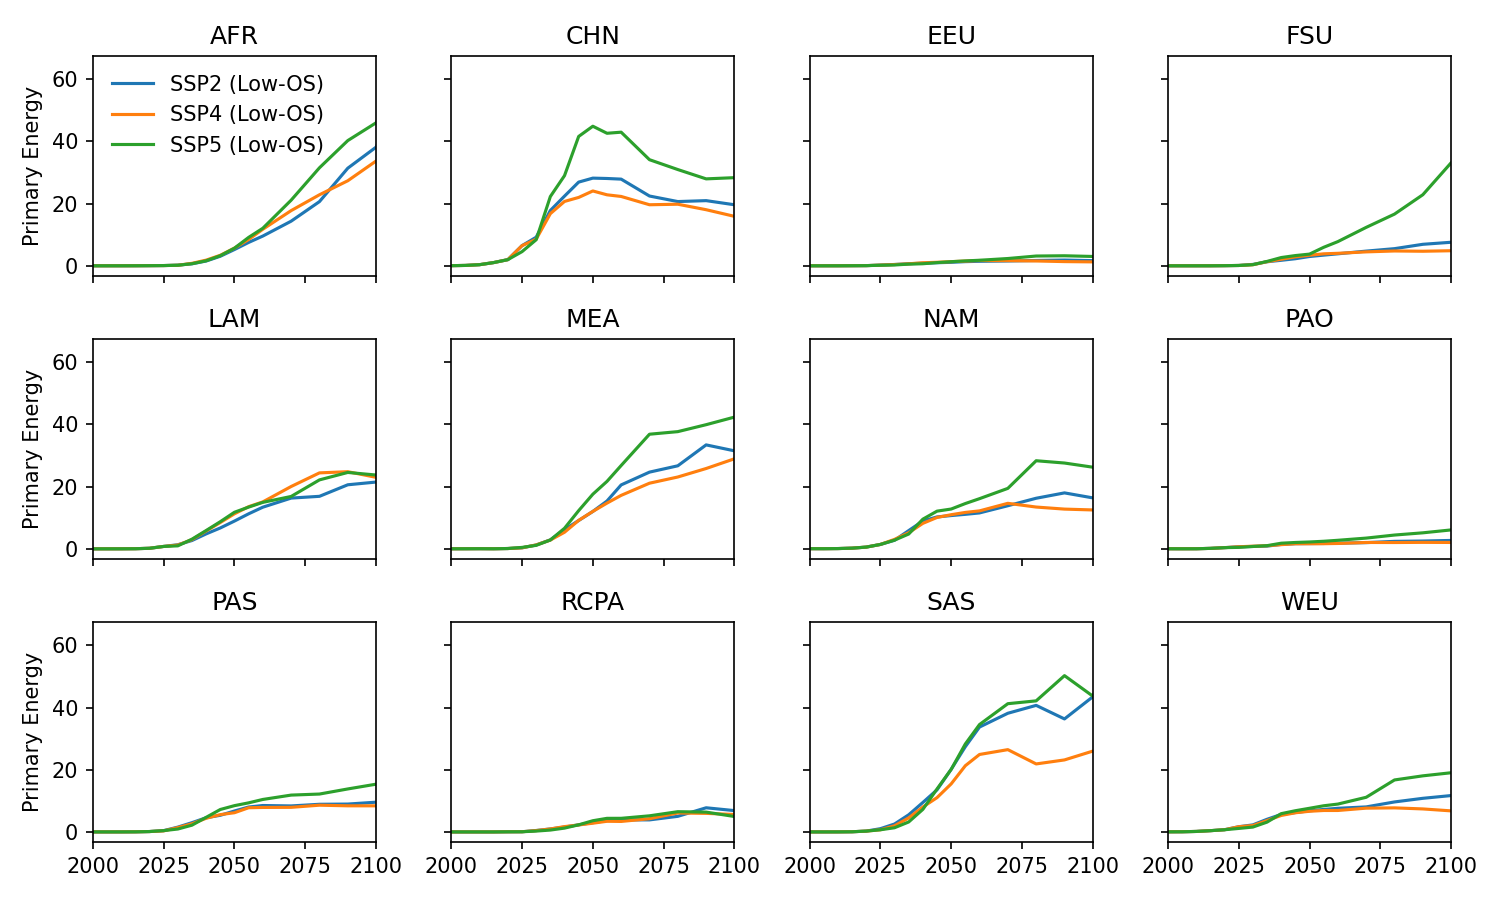 AFR CHN EEU FSU
Primary Energy
60
40
20
0
SSP2 (Low-OS)
SSP4 (Low-OS)
SSP5 (Low-OS)
LAM MEA NAM PAO
Primary Energy
60
40
20
0
PAS RCPA SAS WEU
Primary Energy
60
40
20
0
2000 2025 2050 2075 2100 2000 2025 2050 2075 2100 2000 2025 2050 2075 2100 2000 2025 2050 2075 2100